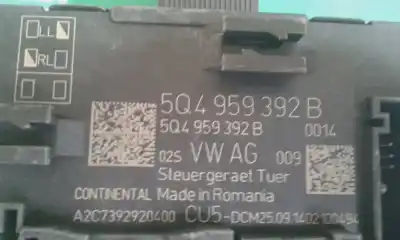 LL
RL
5Q4 959 392 B
5Q4 959 392 B 0014
02S VW AG 009
Steuergeraet Tuer
CONTINENTAL Made in Romania
A2C7392920400 CU5-DCM25.09.1402100484